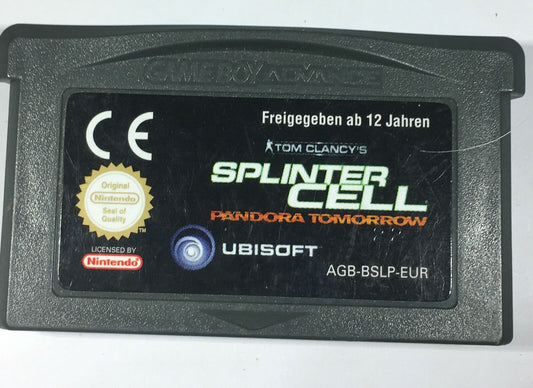 GAME BOY ADVANCE
CE
Freigegeben ab 12 Jahren
TOM CLANCY'S
SPLINTER
CELL
PANDORA TOMORROW
Original
Nintendo
Seal of
Quality
TM
LICENSED BY
Nintendo
UBISOFT
AGB-BSLP-EUR